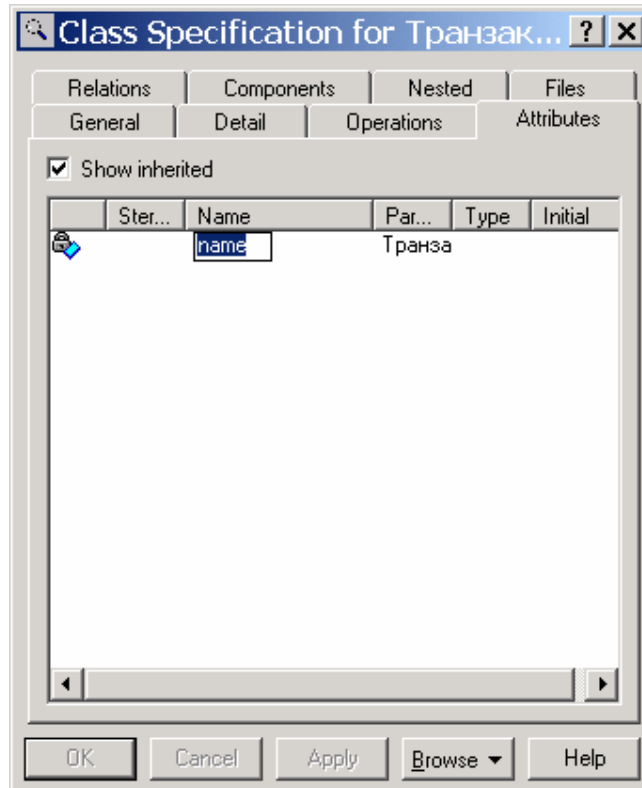 Class Specification for Транзак... ? X
Relations Components Nested Files
General Detail Operations Attributes
Show inherited
Ster... Name Par... Type Initial
name Транза
OK Cancel Apply Browse Help